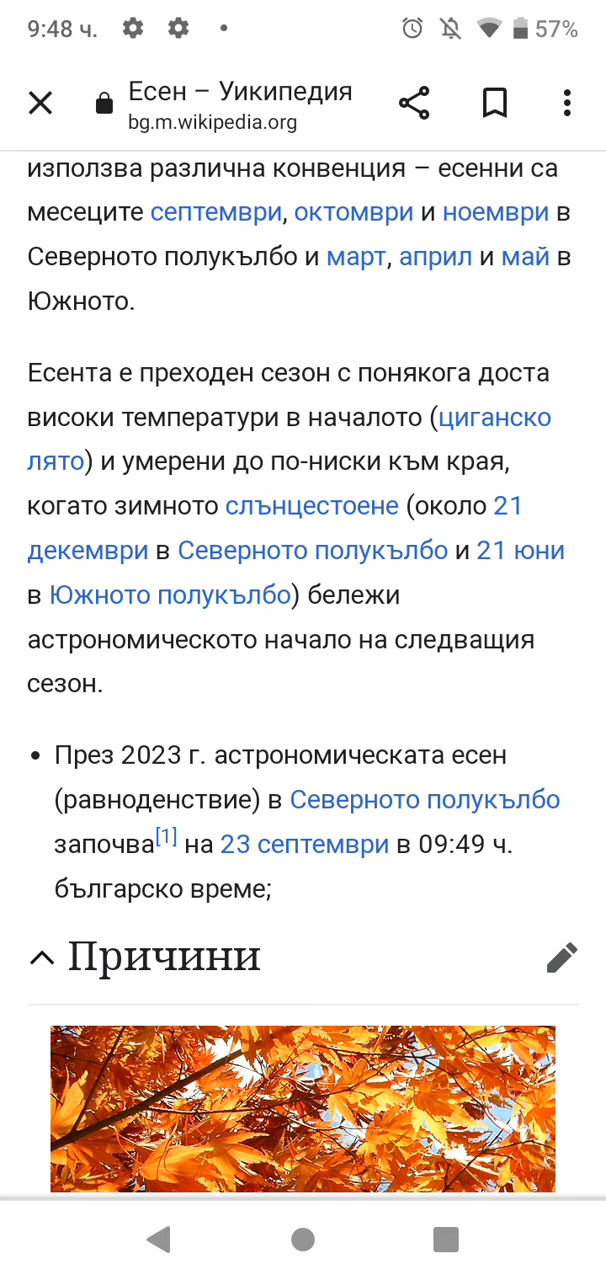 9:48 ч.
57%
Есен – Уикипедия
bg.m.wikipedia.org
използва различна конвенция – есенни са
месеците септември, октомври и ноември в
Северното полукълбо и март, април и май в
Южното.
Есента е преходен сезон с понякога доста
високи температури в началото (циганско
лято) и умерени до по-ниски към края,
когато зимното слънцестоене (около 21
декември в Северното полукълбо и 21 юни
в Южното полукълбо) бележи
астрономическото начало на следващия
сезон.
• През 2023 г. астрономическата есен
(равноденствие) в Северното полукълбо
започва[1] на 23 септември в 09:49 ч.
българско време;
Причини